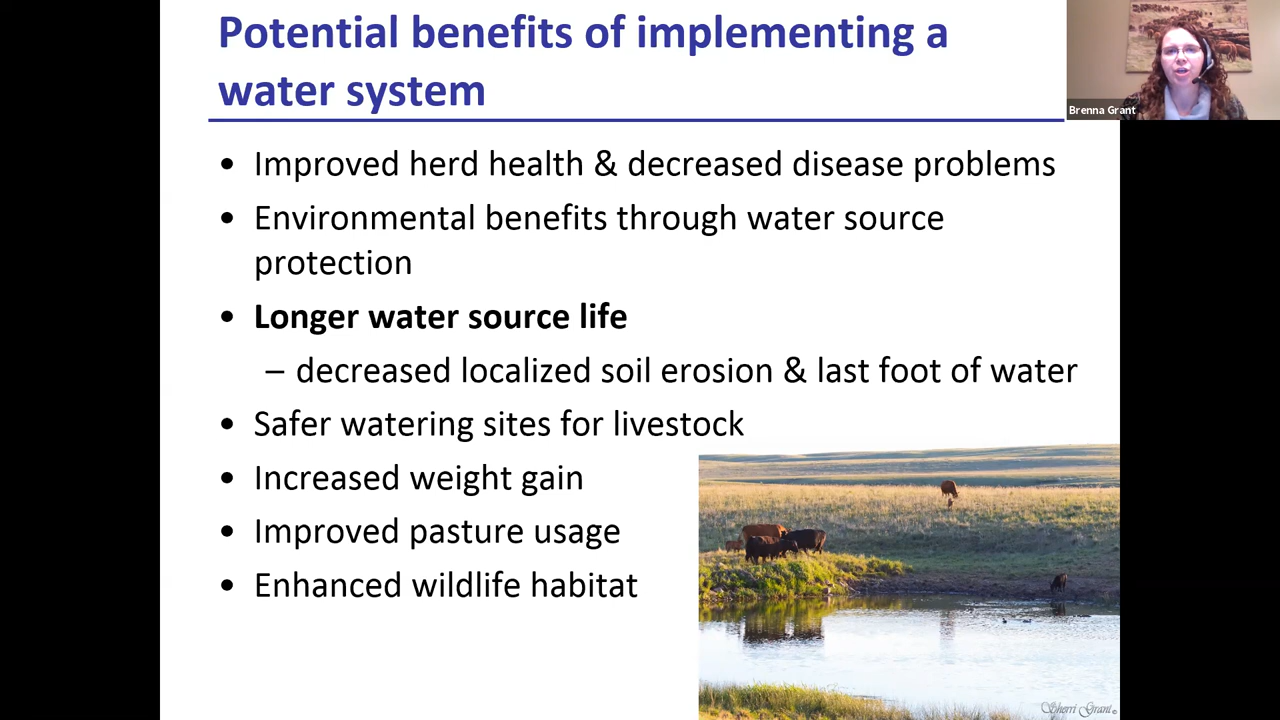 Potential benefits of implementing a
water system
Brenna Grant
• Improved herd health & decreased disease problems
• Environmental benefits through water source
protection
• Longer water source life
– decreased localized soil erosion & last foot of water
• Safer watering sites for livestock
• Increased weight gain
• Improved pasture usage
• Enhanced wildlife habitat
Sherri Grant©